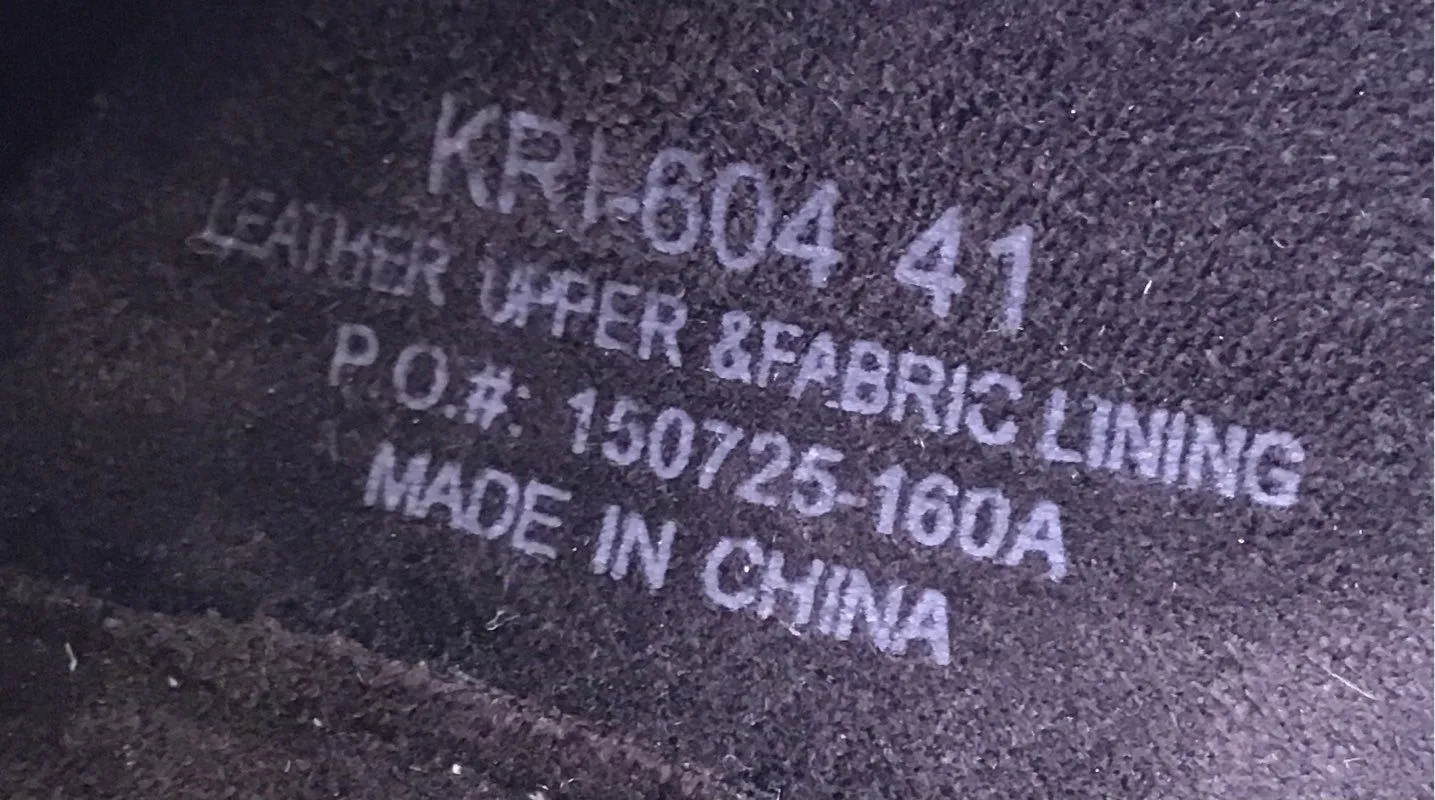 KRI-604 41
LEATHER UPPER &FABRIC LINING
P.O.#: 150725-160A
MADE IN CHINA